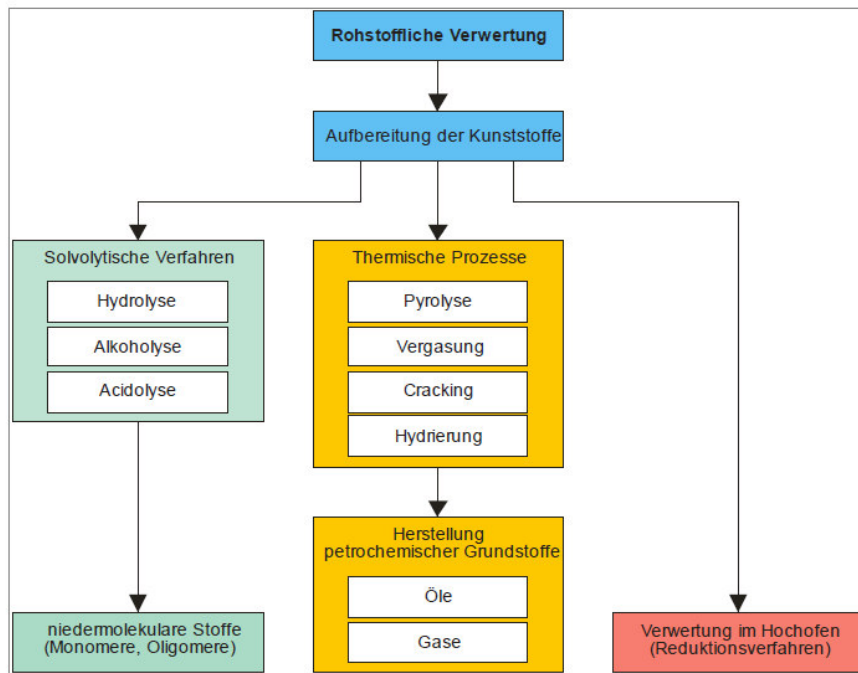 Rohstoffliche Verwertung
Aufbereitung der Kunststoffe
Solvolytische Verfahren
Hydrolyse
Alkoholyse
Acidolyse
Thermische Prozesse
Pyrolyse
Vergasung
Cracking
Hydrierung
Herstellung
petrochemischer Grundstoffe
Öle
Gase
niedermolekulare Stoffe
(Monomere, Oligomere)
Verwertung im Hochofen
(Reduktionsverfahren)